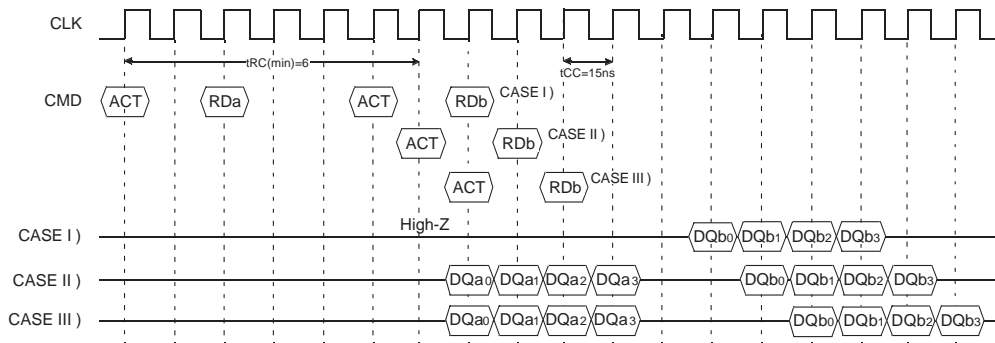 CLK
tRC(min)=6
tCC=15ns
CMD
ACT RDa ACT RDb CASE I )
ACT RDb CASE II )
ACT RDb CASE III )
High-Z
CASE I ) DQb0 DQb1 DQb2 DQb3
CASE II ) DQa0 DQa1 DQa2 DQa3 DQb0 DQb1 DQb2 DQb3
CASE III ) DQa0 DQa1 DQa2 DQa3 DQb0 DQb1 DQb2 DQb3